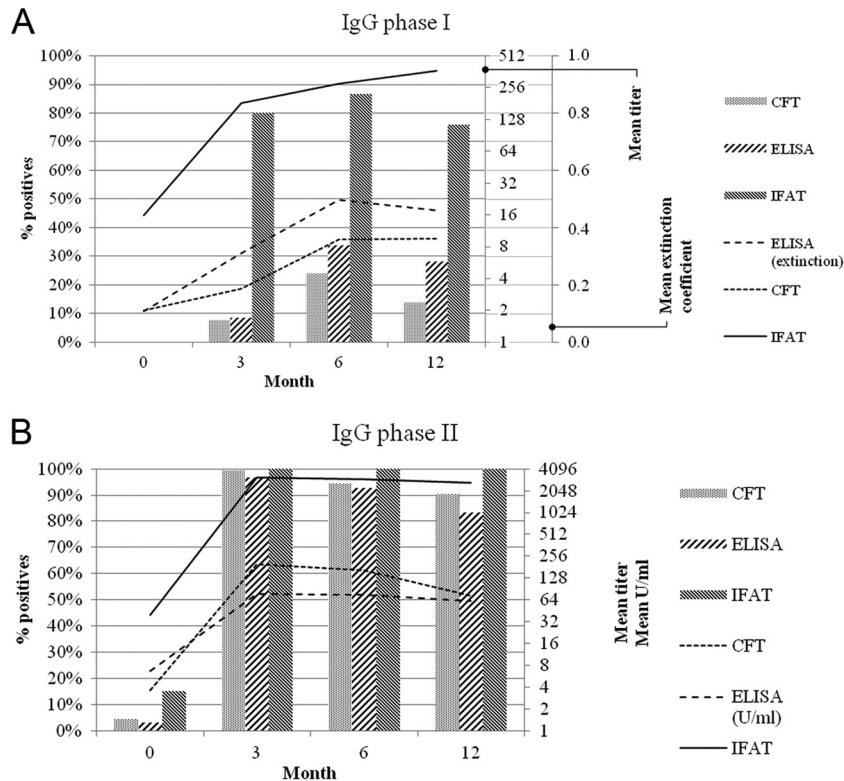 A
IgG phase I
100%
90%
80%
70%
60%
50%
40%
30%
20%
10%
0%
% positives
0
3
6
12
Month
512
256
128
64
32
16
8
4
2
1
1.0
0.8
0.6
0.4
0.2
0.0
Mean titer
Mean extinction
coefficient
CFT
ELISA
IFAT
ELISA
(extinction)
CFT
IFAT
B
IgG phase II
100%
90%
80%
70%
60%
50%
40%
30%
20%
10%
0%
% positives
0
3
6
12
Month
4096
2048
1024
512
256
128
64
32
16
8
4
2
1
Mean titer
Mean U/ml
CFT
ELISA
IFAT
CFT
ELISA
(U/ml)
IFAT